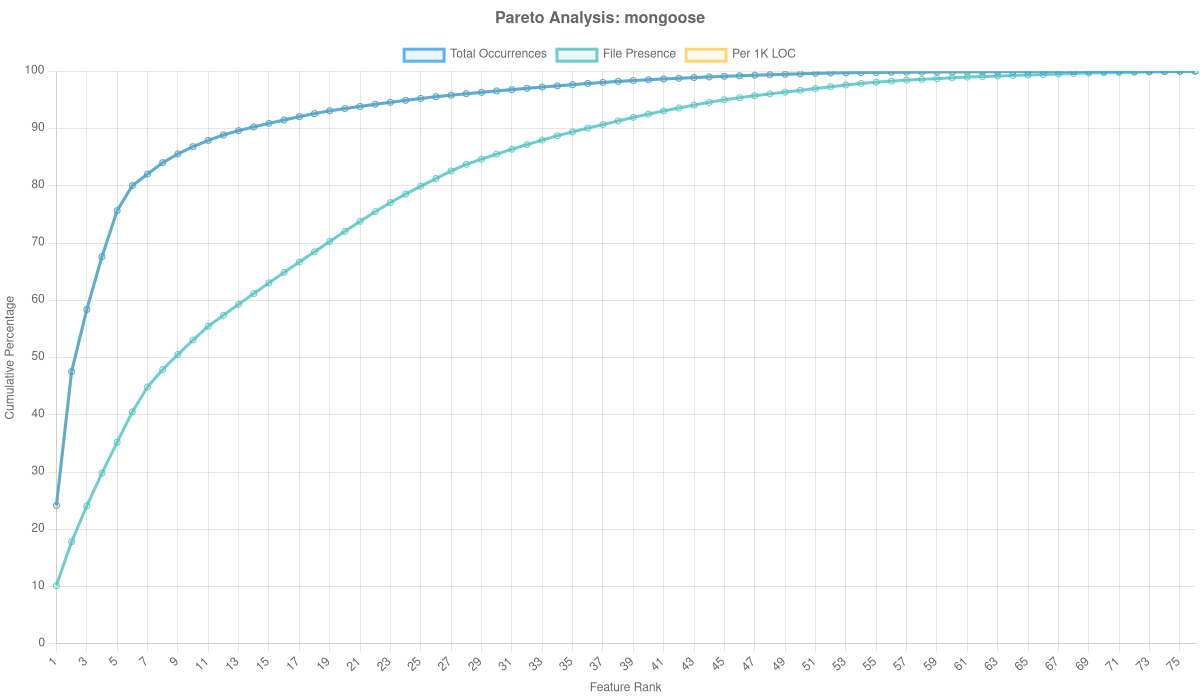 Pareto Analysis: mongoose
Total Occurrences File Presence Per 1K LOC
Cumulative Percentage
100
90
80
70
60
50
40
30
20
10
0
1 3 5 7 9 11 13 15 17 19 21 23 25 27 29 31 33 35 37 39 41 43 45 47 49 51 53 55 57 59 61 63 65 67 69 71 73 75
Feature Rank